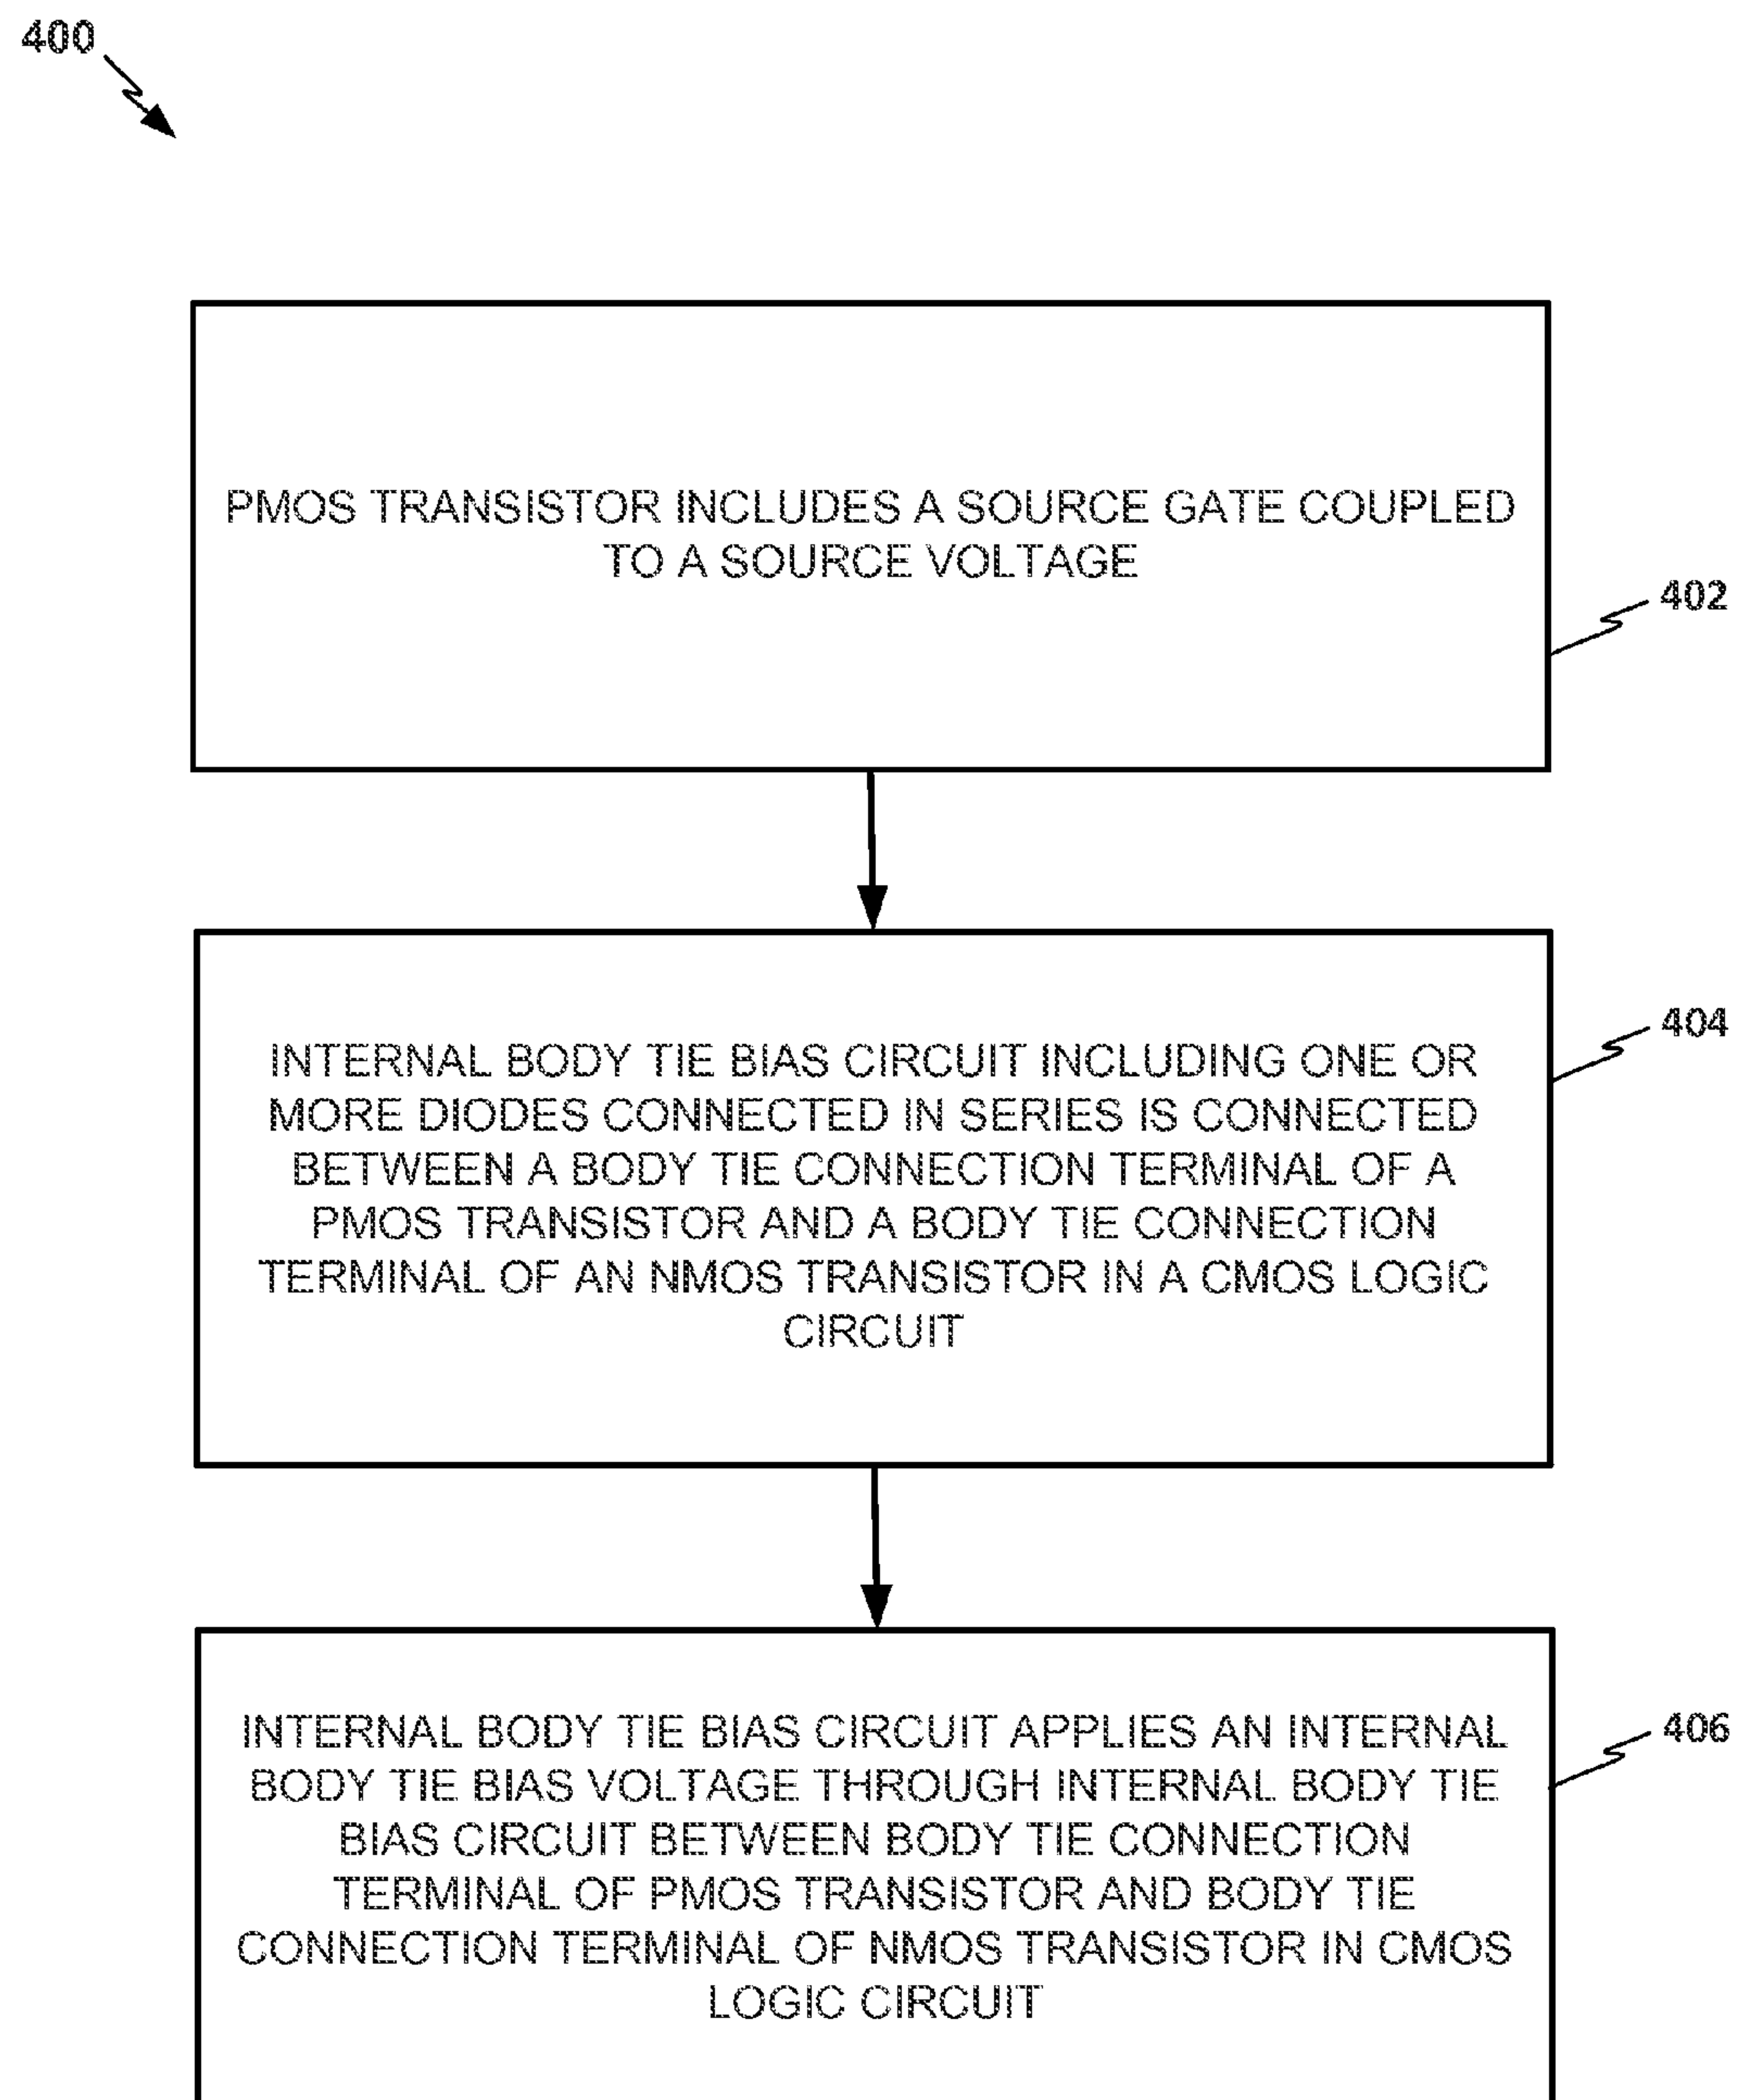 400
PMOS TRANSISTOR INCLUDES A SOURCE GATE COUPLED
TO A SOURCE VOLTAGE
402
INTERNAL BODY TIE BIAS CIRCUIT INCLUDING ONE OR
MORE DIODES CONNECTED IN SERIES IS CONNECTED
BETWEEN A BODY TIE CONNECTION TERMINAL OF A
PMOS TRANSISTOR AND A BODY TIE CONNECTION
TERMINAL OF AN NMOS TRANSISTOR IN A CMOS LOGIC
CIRCUIT
404
INTERNAL BODY TIE BIAS CIRCUIT APPLIES AN INTERNAL
BODY TIE BIAS VOLTAGE THROUGH INTERNAL BODY TIE
BIAS CIRCUIT BETWEEN BODY TIE CONNECTION
TERMINAL OF PMOS TRANSISTOR AND BODY TIE
CONNECTION TERMINAL OF NMOS TRANSISTOR IN CMOS
LOGIC CIRCUIT
406